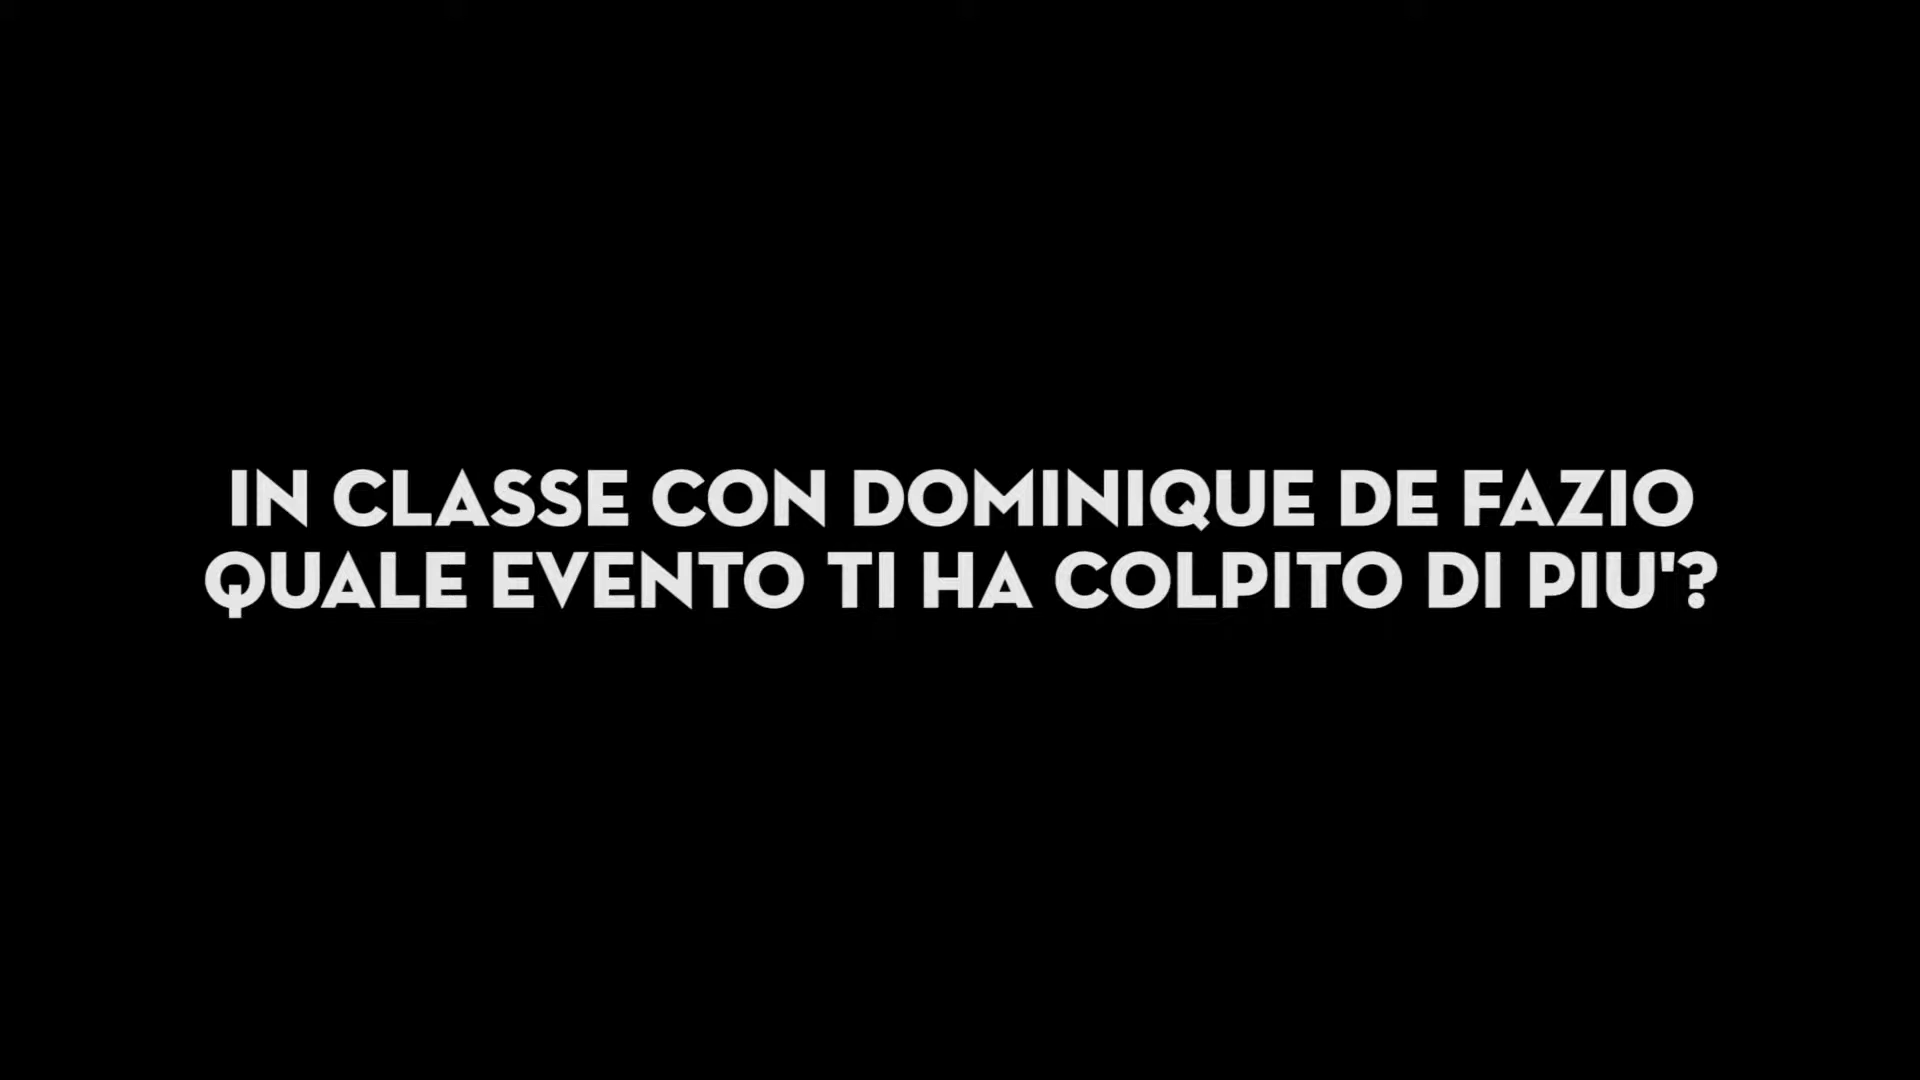 IN CLASSE CON DOMINIQUE DE FAZIO
QUALE EVENTO TI HA COLPITO DI PIU'?